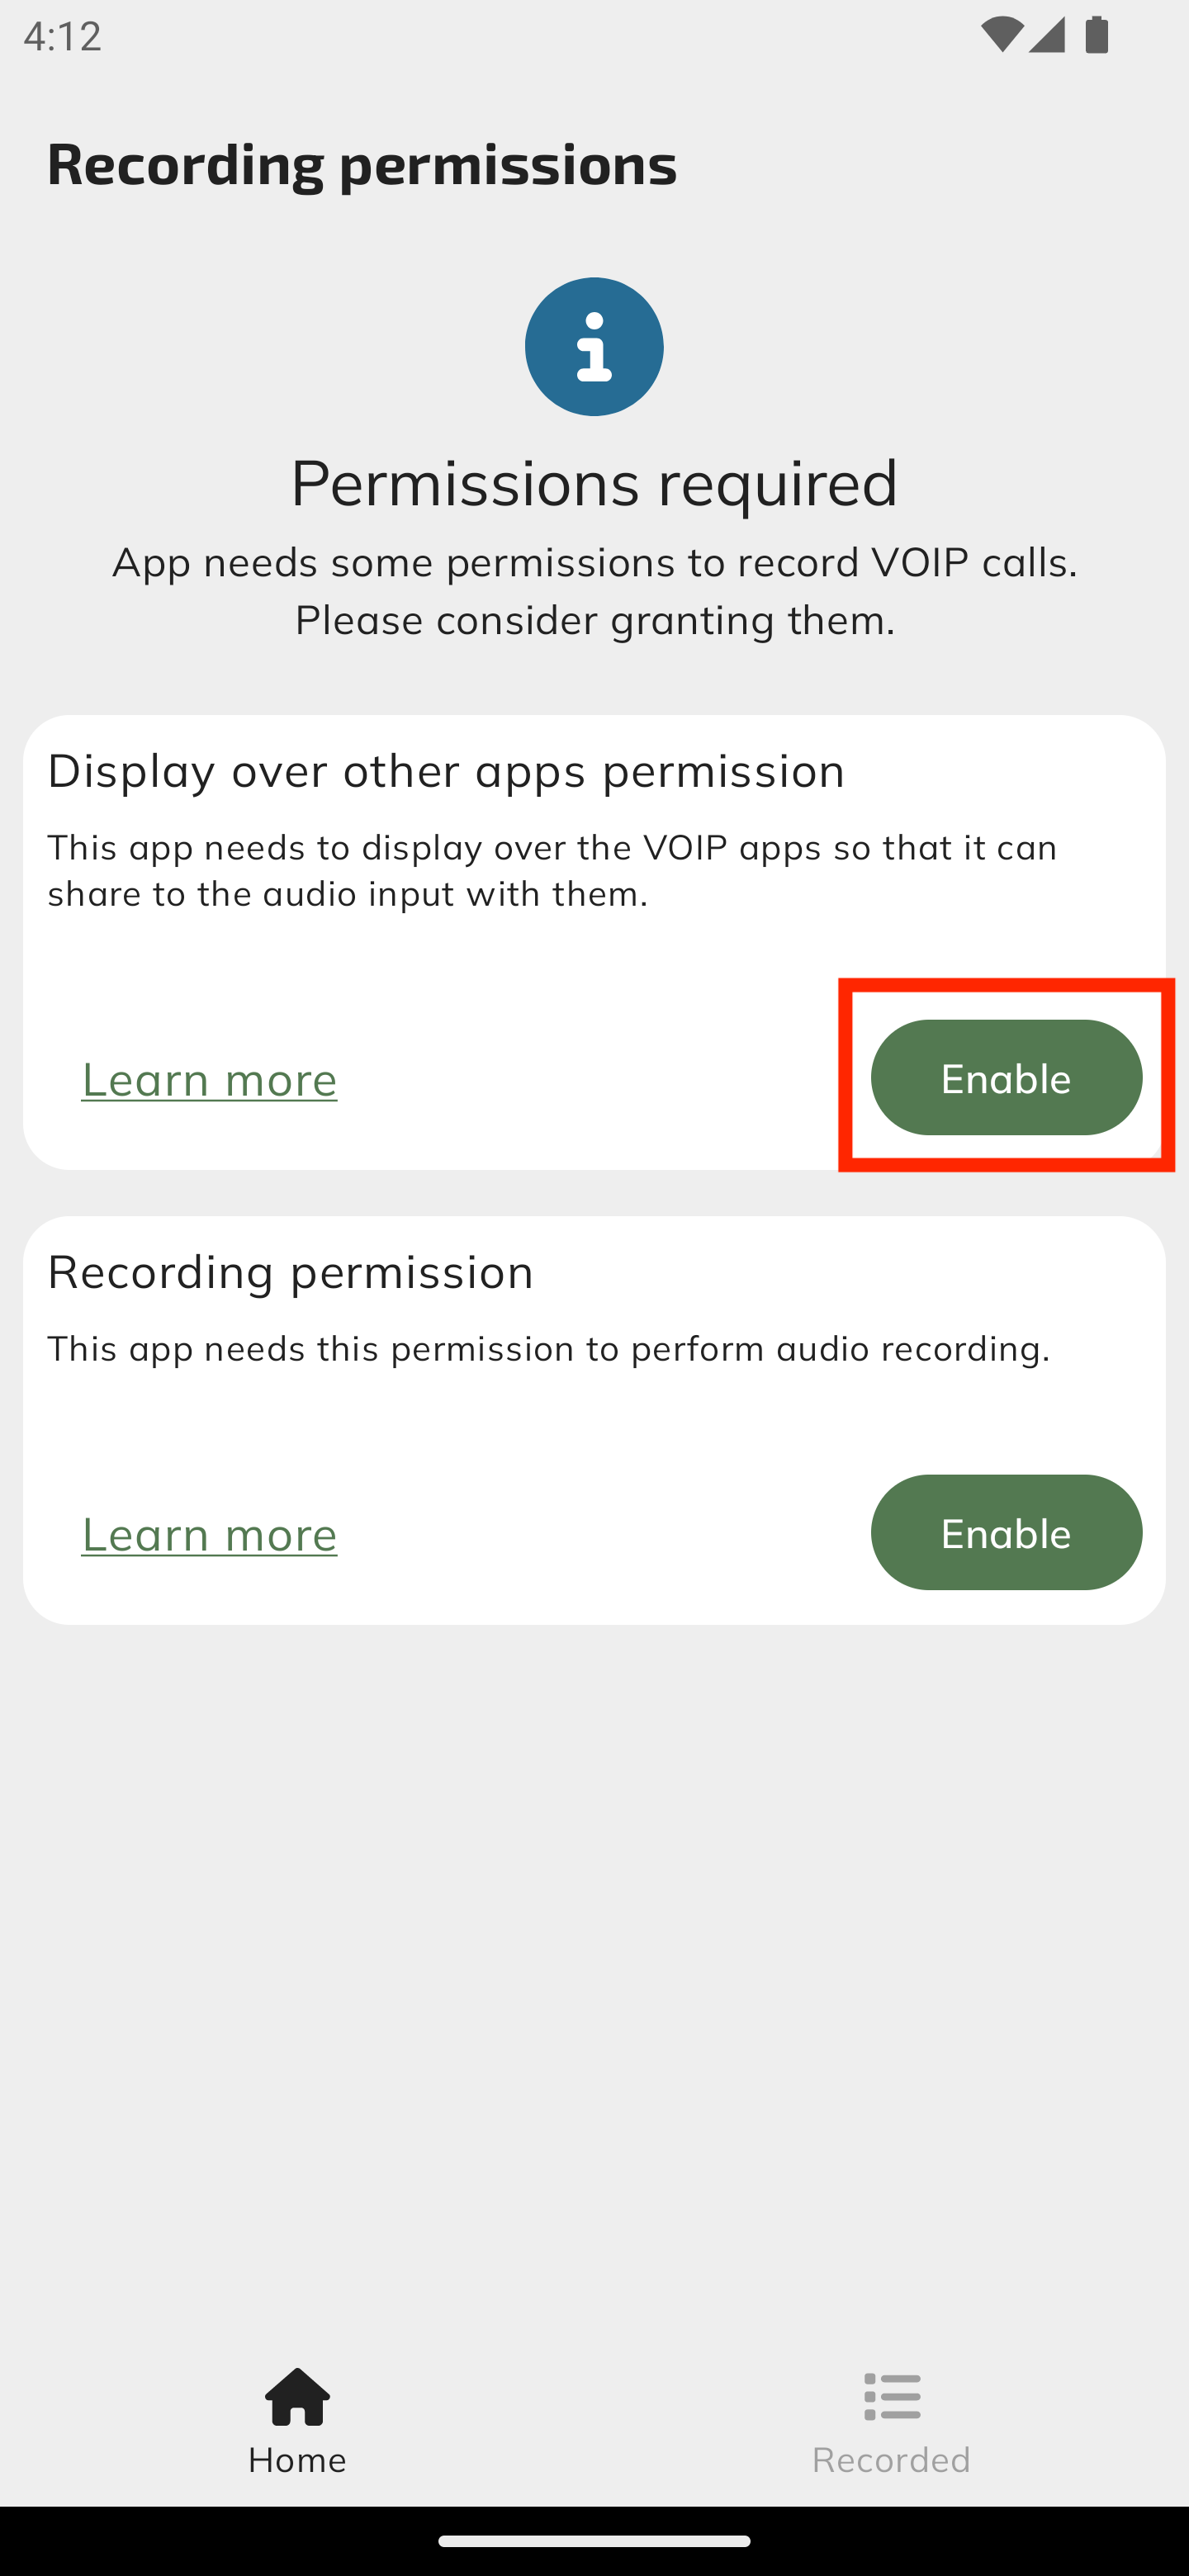 4:12
Recording permissions
Permissions required
App needs some permissions to record VOIP calls.
Please consider granting them.
Display over other apps permission
This app needs to display over the VOIP apps so that it can
share to the audio input with them.
Learn more
Enable
Recording permission
This app needs this permission to perform audio recording.
Learn more
Enable
Home
Recorded